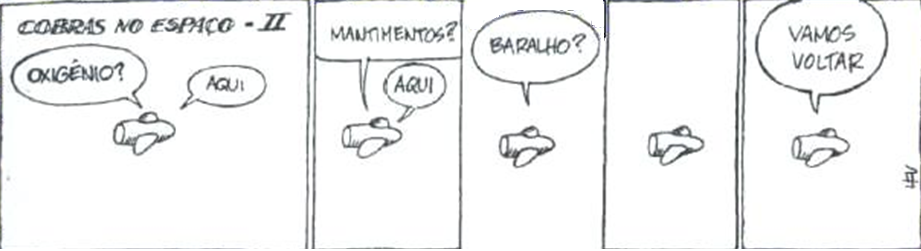 COBRAS NO ESPAÇO - II
OXIGÊNIO?
AQUI
MANTIMENTOS?
AQUI
BARALHO?
VAMOS
VOLTAR